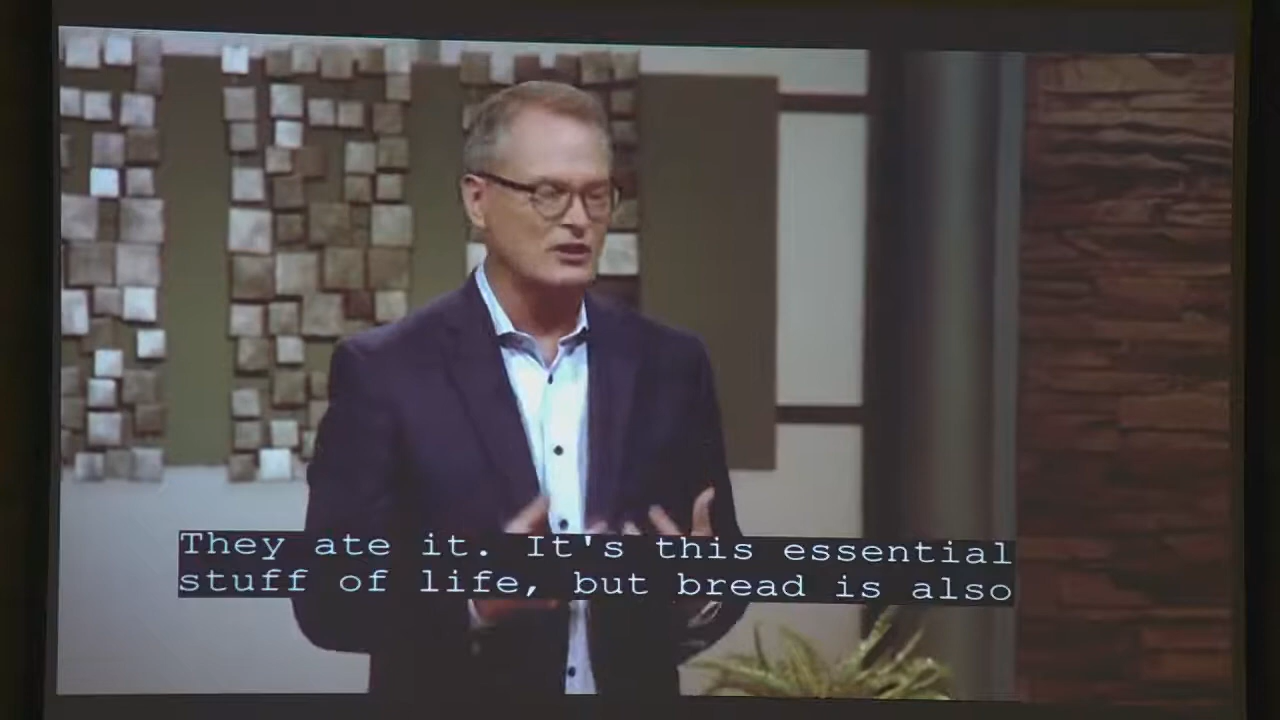 They ate it. It's this essential
stuff of life, but bread is also